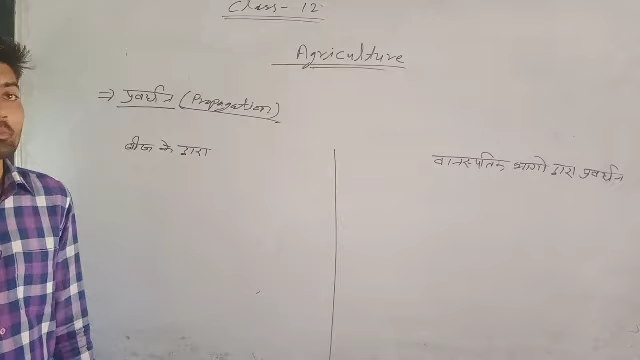 Class - 12
Agriculture
⇒ प्रवर्धन (Propagation)
बीज के द्वारा
वानस्पतिक भागो द्वारा प्रवर्धन